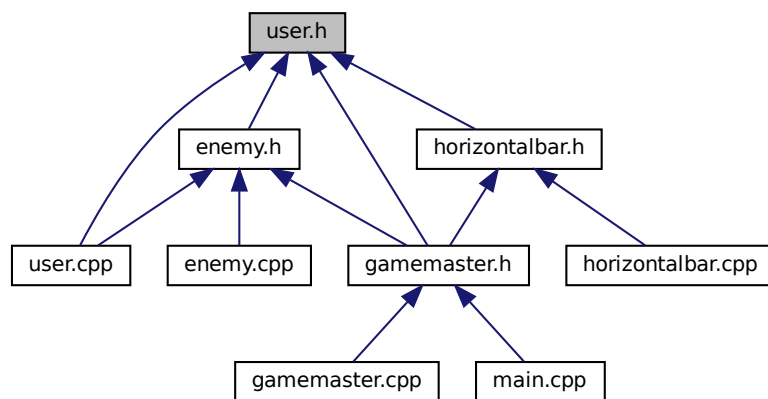 user.h
enemy.h
horizontalbar.h
user.cpp
enemy.cpp
gamemaster.h
horizontalbar.cpp
gamemaster.cpp
main.cpp